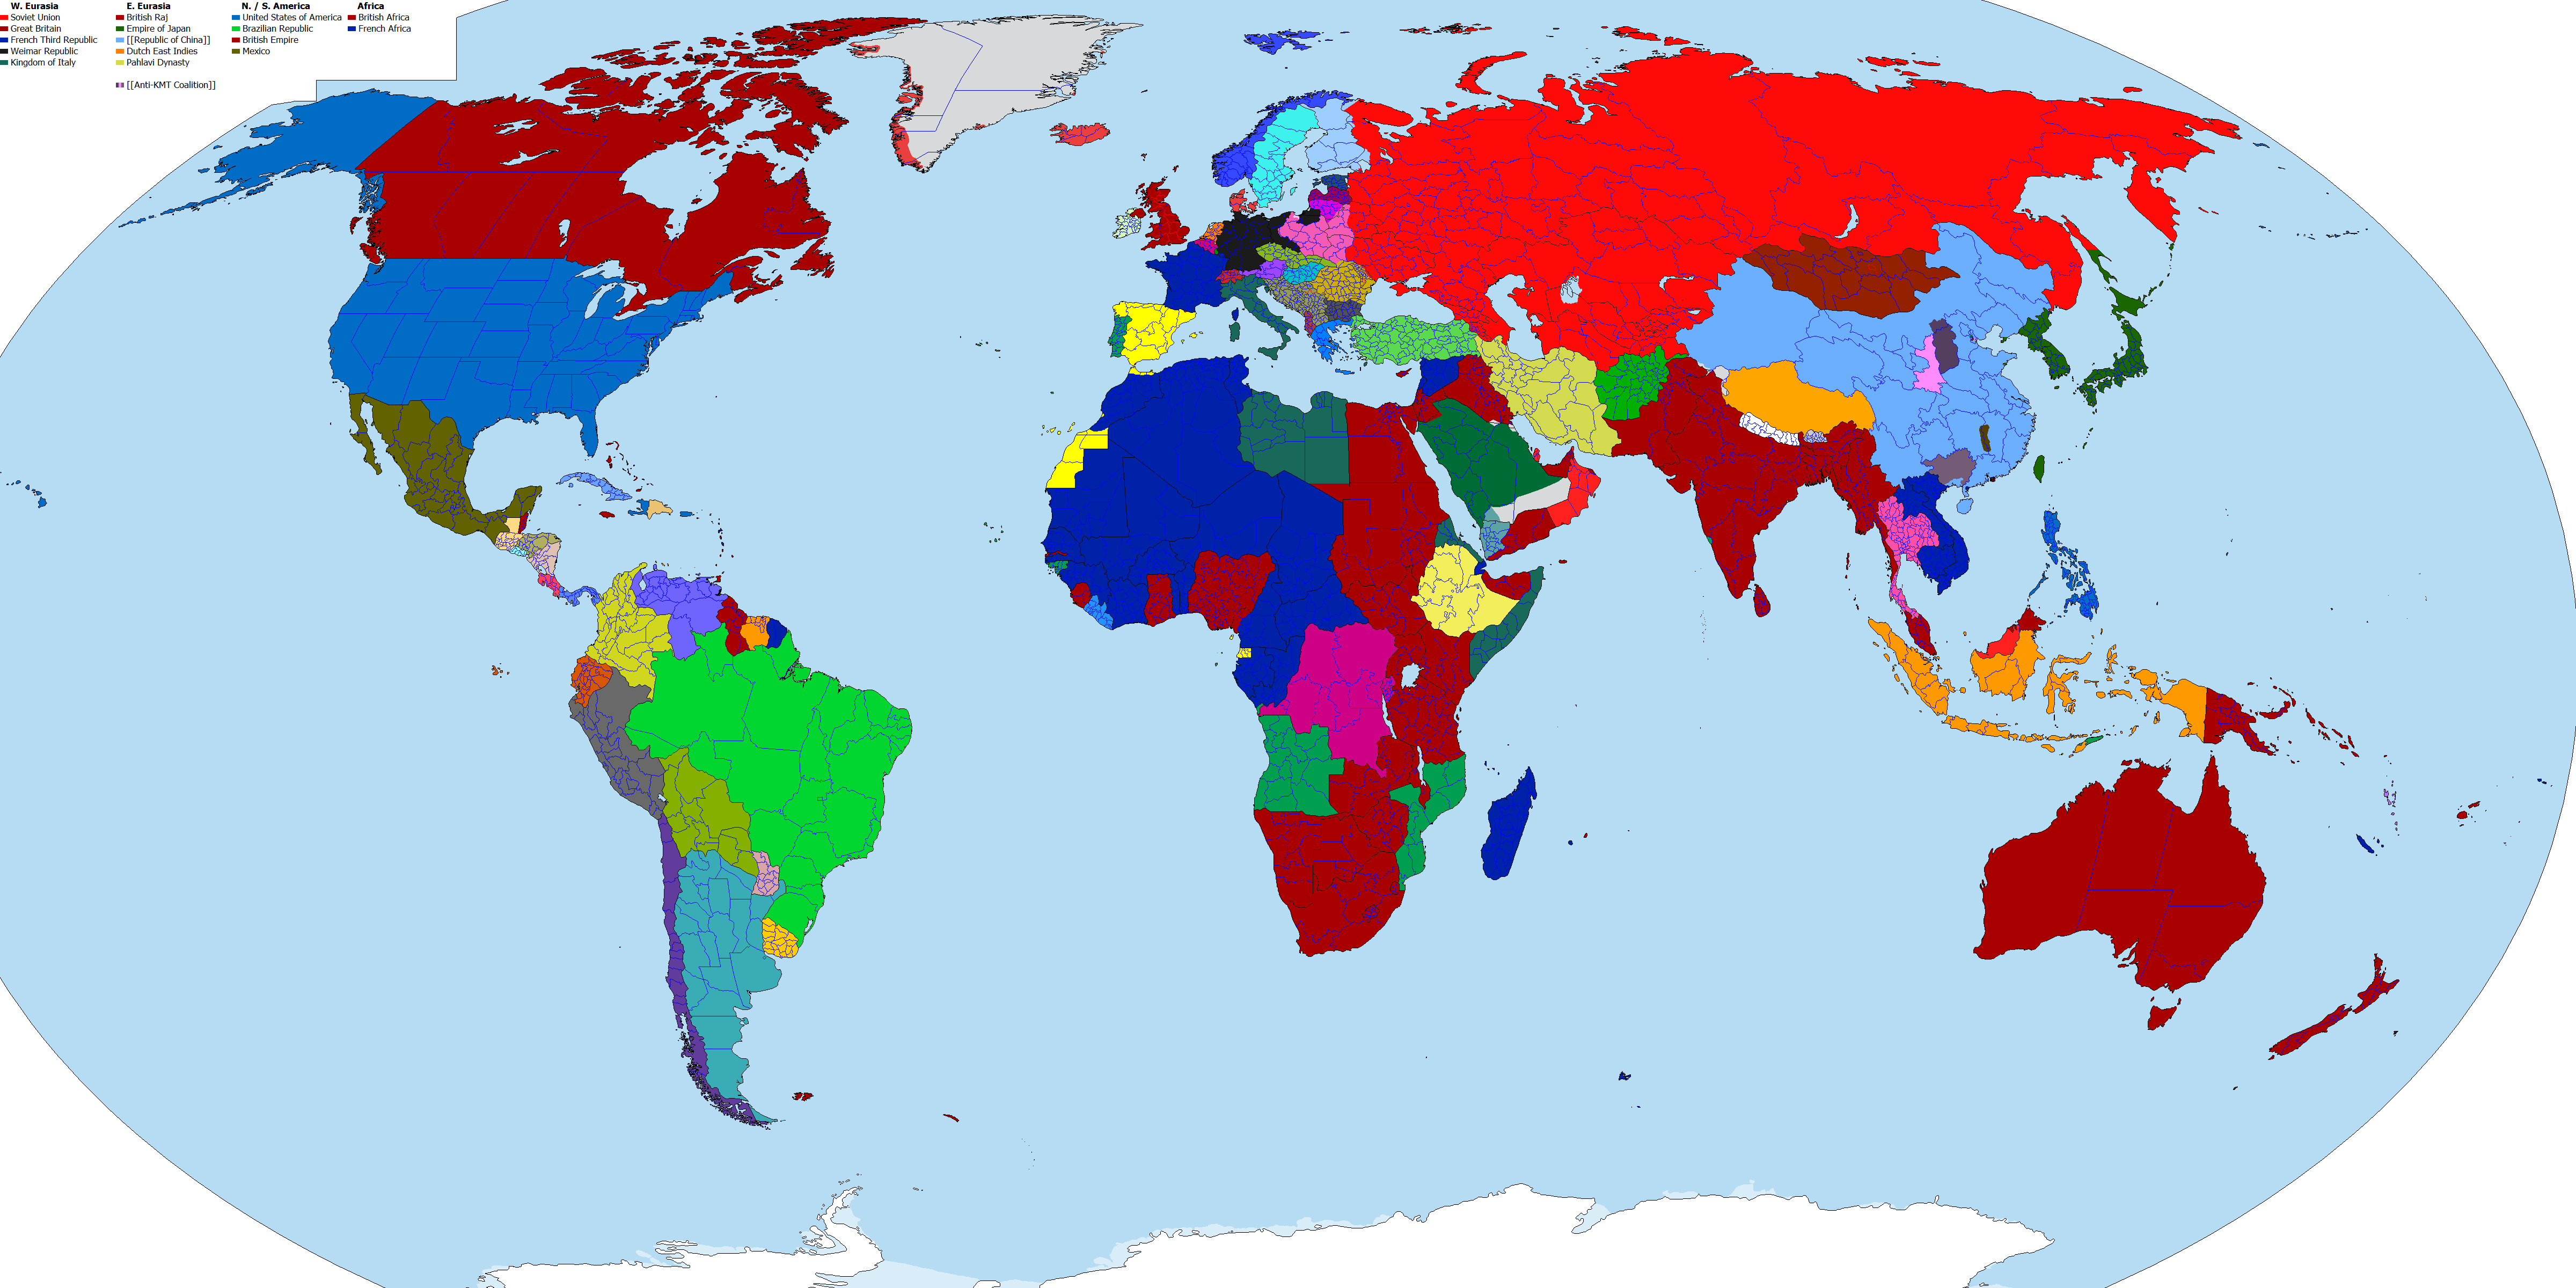 W. Eurasia
Soviet Union
Great Britain
French Third Republic
Weimar Republic
Kingdom of Italy
E. Eurasia
British Raj
Empire of Japan
[[Republic of China]]
Dutch East Indies
Pahlavi Dynasty
[[Anti-KMT Coalition]]
N. / S. America
United States of America
Brazilian Republic
British Empire
Mexico
Africa
British Africa
French Africa